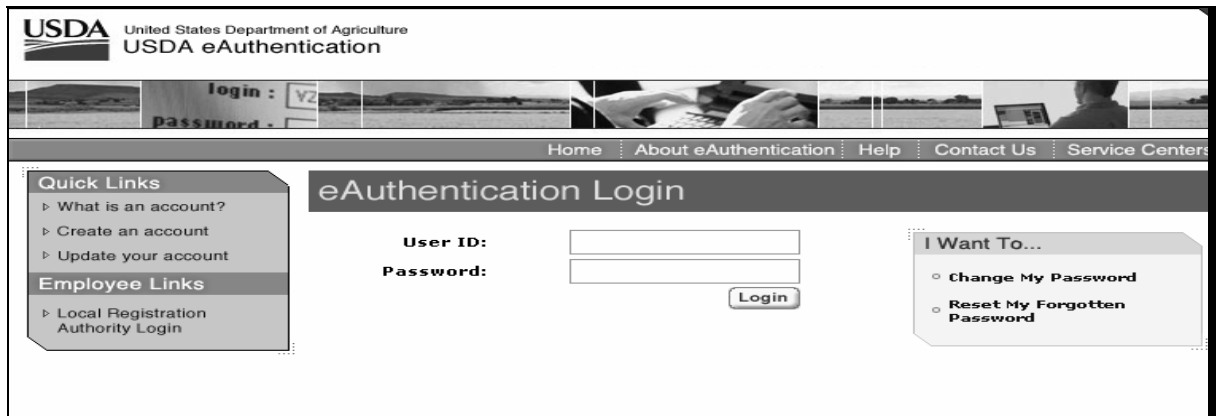 USDA
United States Department of Agriculture
USDA eAuthentication
login :
password :
Home About eAuthentication Help Contact Us Service Centers
Quick Links
What is an account?
Create an account
Update your account
Employee Links
Local Registration
Authority Login
eAuthentication Login
User ID:
Password:
Login
I Want To...
Change My Password
Reset My Forgotten
Password